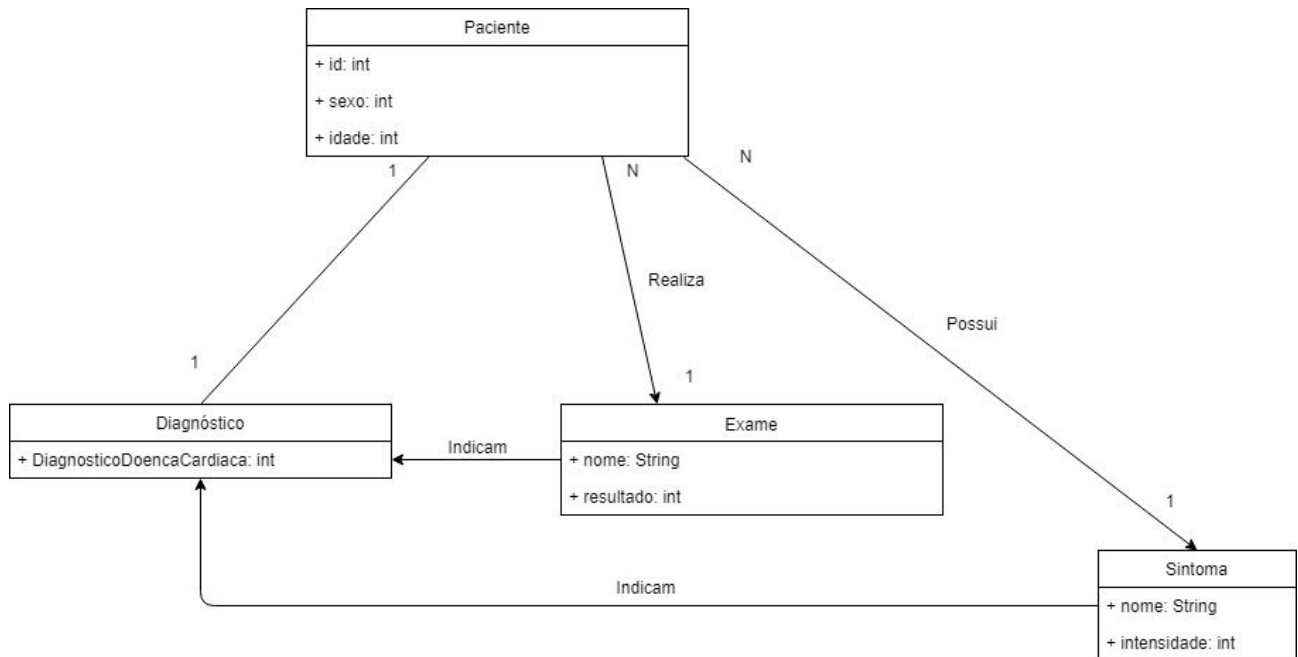 Paciente
+ id: int
+ sexo: int
+ idade: int
1
N
N
Realiza
Possui
1
1
Diagnóstico
+ DiagnosticoDoencaCardiaca: int
Indicam
Exame
+ nome: String
+ resultado: int
1
Indicam
Sintoma
+ nome: String
+ intensidade: int